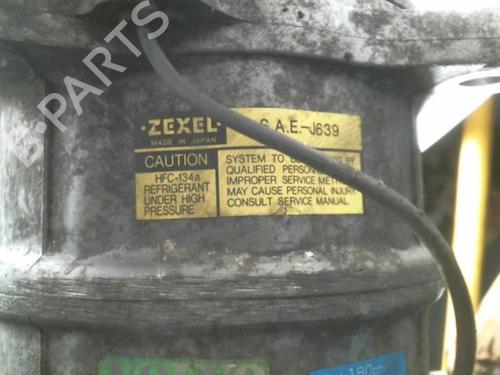 B-PARTS
·ZEXEL·
MADE IN JAPAN
S.A.E.-J639
CAUTION
HFC-134a
REFRIGERANT
UNDER HIGH
PRESSURE
SYSTEM TO BY
QUALIFIED
IMPROPER SERVICE
MAY CAUSE PERSONAL INJURY
CONSULT SERVICE MANUAL.